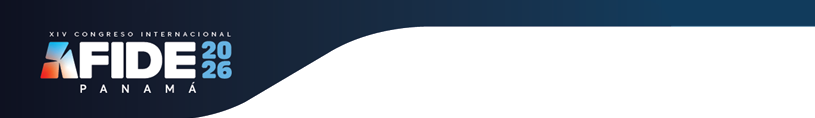 XIV CONGRESO INTERNACIONAL
AFIDE 2026
PANAMÁ